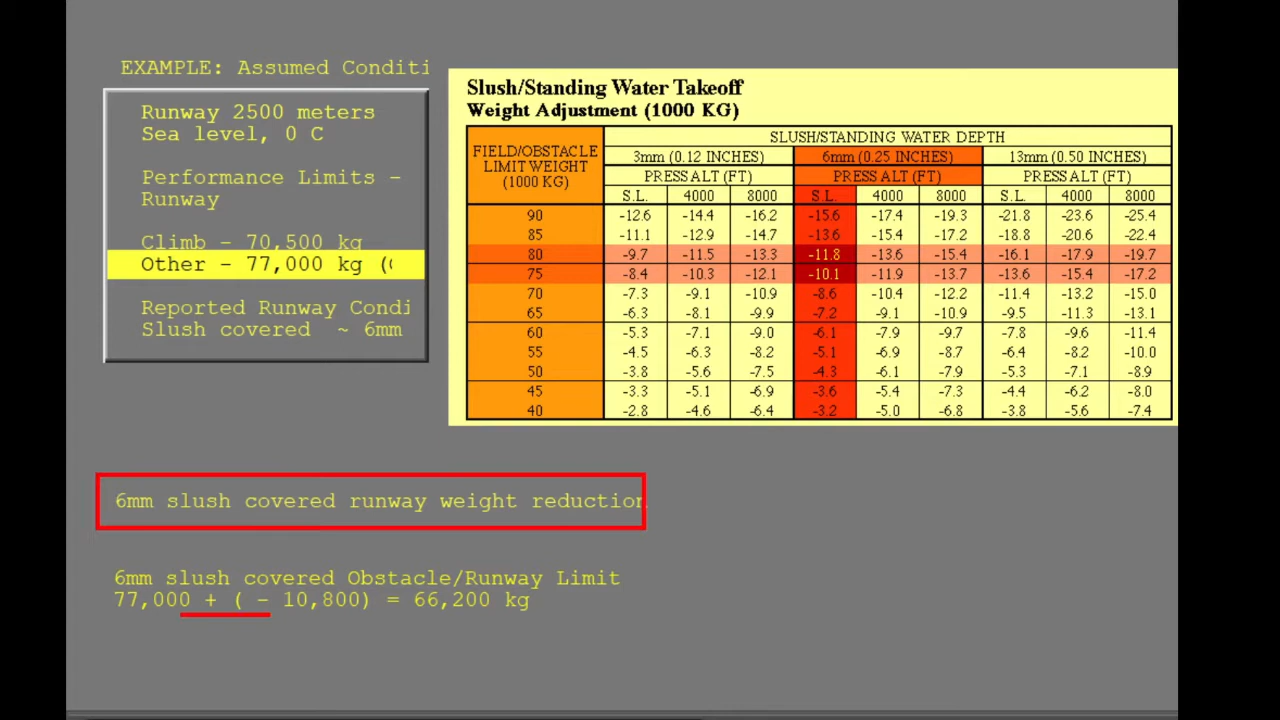 EXAMPLE: Assumed Conditi
Runway 2500 meters
Sea level, 0 C
Performance Limits -
Runway
Climb - 70,500 kg
Other - 77,000 kg (
Reported Runway Condi
Slush covered ~ 6mm
Slush/Standing Water Takeoff
Weight Adjustment (1000 KG)
FIELD/OBSTACLE LIMIT WEIGHT (1000 KG)
SLUSH/STANDING WATER DEPTH
3mm (0.12 INCHES) 6mm (0.25 INCHES) 13mm (0.50 INCHES)
PRESS ALT (FT) PRESS ALT (FT) PRESS ALT (FT)
S.L. 4000 8000 S.L. 4000 8000 S.L. 4000 8000
90 -12.6 -14.4 -16.2 -15.6 -17.4 -19.3 -21.8 -23.6 -25.4
85 -11.1 -12.9 -14.7 -13.6 -15.4 -17.2 -18.8 -20.6 -22.4
80 -9.7 -11.5 -13.3 -11.8 -13.6 -15.4 -16.1 -17.9 -19.7
75 -8.4 -10.3 -12.1 -10.1 -11.9 -13.7 -13.6 -15.4 -17.2
70 -7.3 -9.1 -10.9 -8.6 -10.4 -12.2 -11.4 -13.2 -15.0
65 -6.3 -8.1 -9.9 -7.2 -9.1 -10.9 -9.5 -11.3 -13.1
60 -5.3 -7.1 -9.0 -6.1 -7.9 -9.7 -7.8 -9.6 -11.4
55 -4.5 -6.3 -8.2 -5.1 -6.9 -8.7 -6.4 -8.2 -10.0
50 -3.8 -5.6 -7.5 -4.3 -6.1 -7.9 -5.3 -7.1 -8.9
45 -3.3 -5.1 -6.9 -3.6 -5.4 -7.3 -4.4 -6.2 -8.0
40 -2.8 -4.6 -6.4 -3.2 -5.0 -6.8 -3.8 -5.6 -7.4
6mm slush covered runway weight reduction
6mm slush covered Obstacle/Runway Limit
77,000 + ( - 10,800) = 66,200 kg